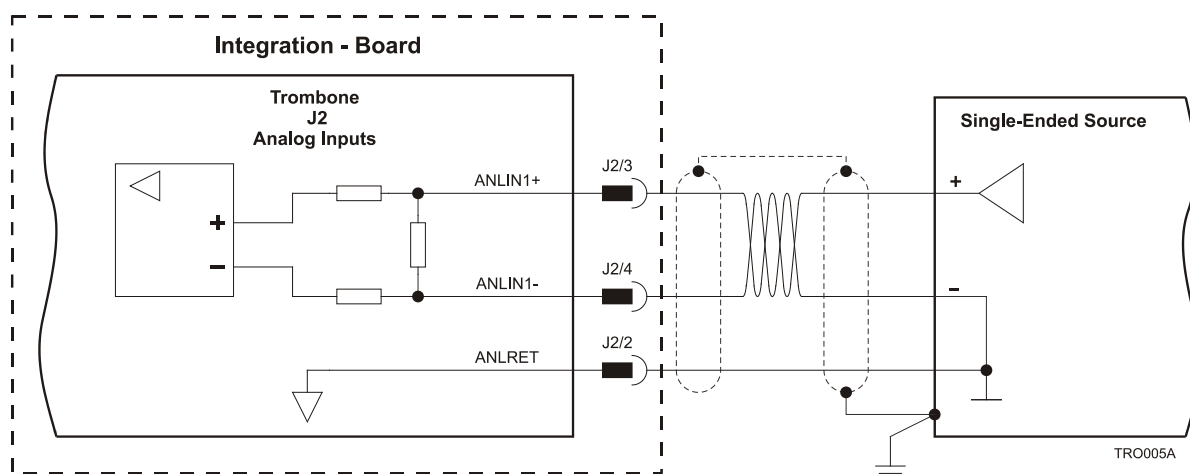 Integration - Board
Trombone
J2
Analog Inputs
Single-Ended Source
ANLIN1+
J2/3
+
+
-
ANLIN1-
J2/4
-
ANLRET
J2/2
TRO005A